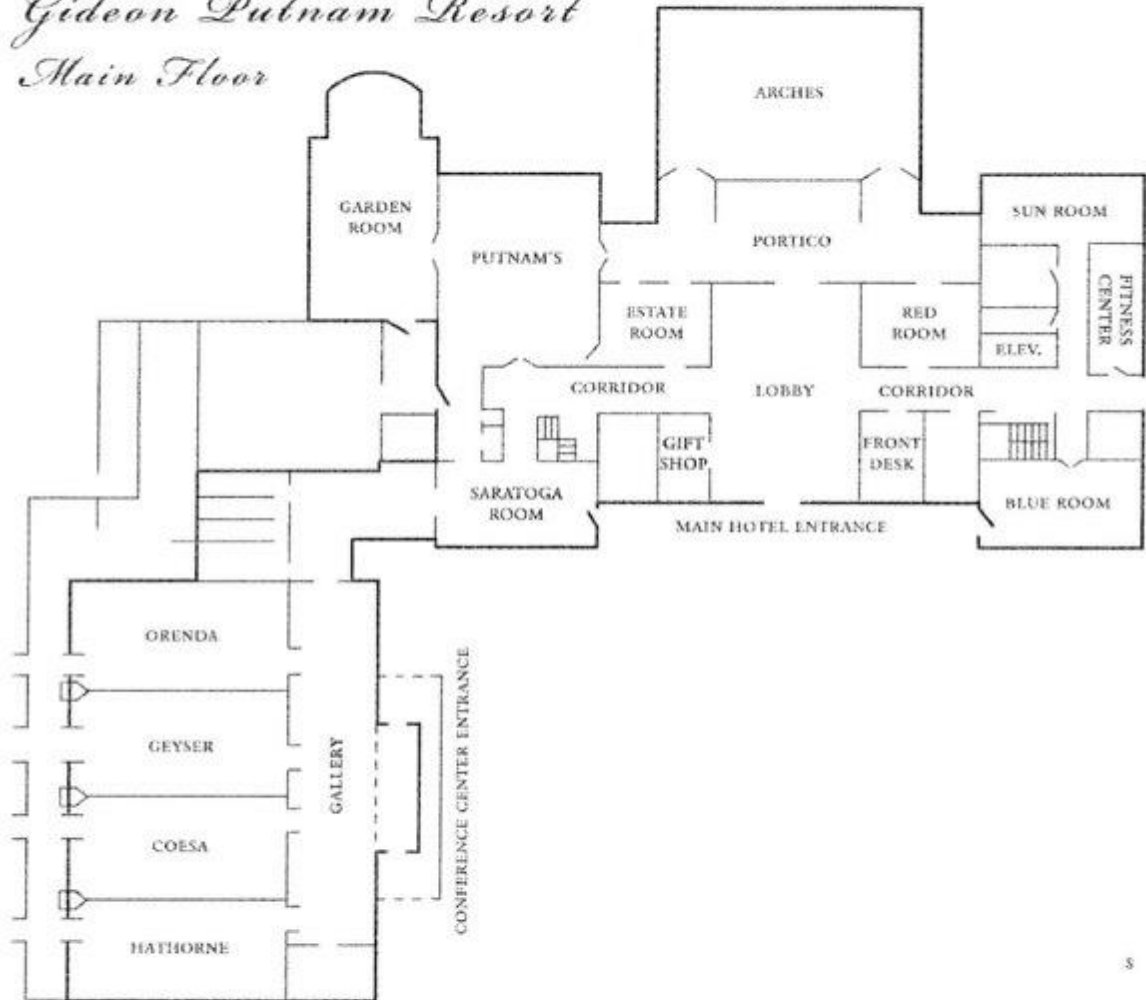 Gideon Putnam Resort
Main Floor
ARCHES
GARDEN
ROOM
SUN ROOM
PUTNAM'S
PORTICO
ESTATE
ROOM
RED
ROOM
FITNESS
CENTER
ELEV.
CORRIDOR
LOBBY
CORRIDOR
GIFT
SHOP
FRONT
DESK
SARATOGA
ROOM
BLUE ROOM
MAIN HOTEL ENTRANCE
ORENDA
GEYSER
GALLERY
CONFERENCE CENTER ENTRANCE
COESA
HATHORNE
S